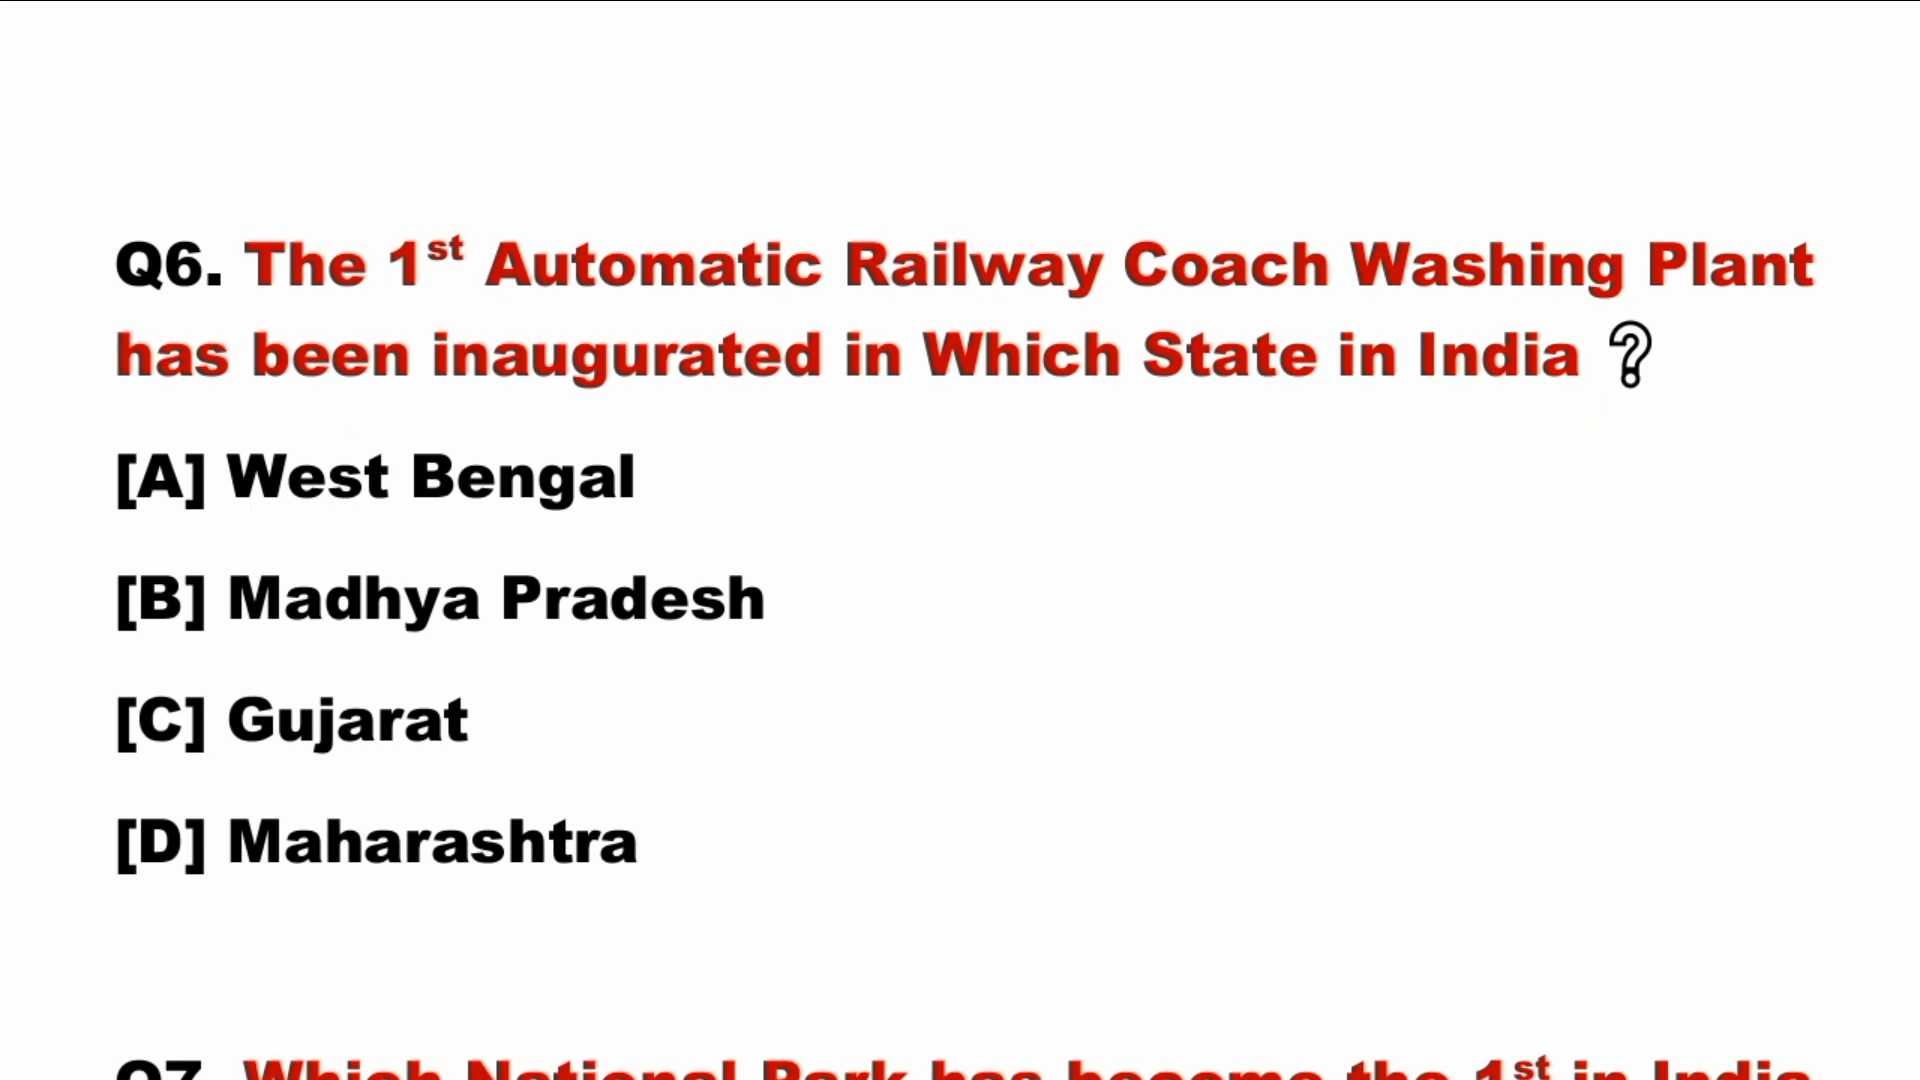 Q6. The 1st Automatic Railway Coach Washing Plant
has been inaugurated in Which State in India ?
[A] West Bengal
[B] Madhya Pradesh
[C] Gujarat
[D] Maharashtra
Q7. Which National Park has become the 1st in India